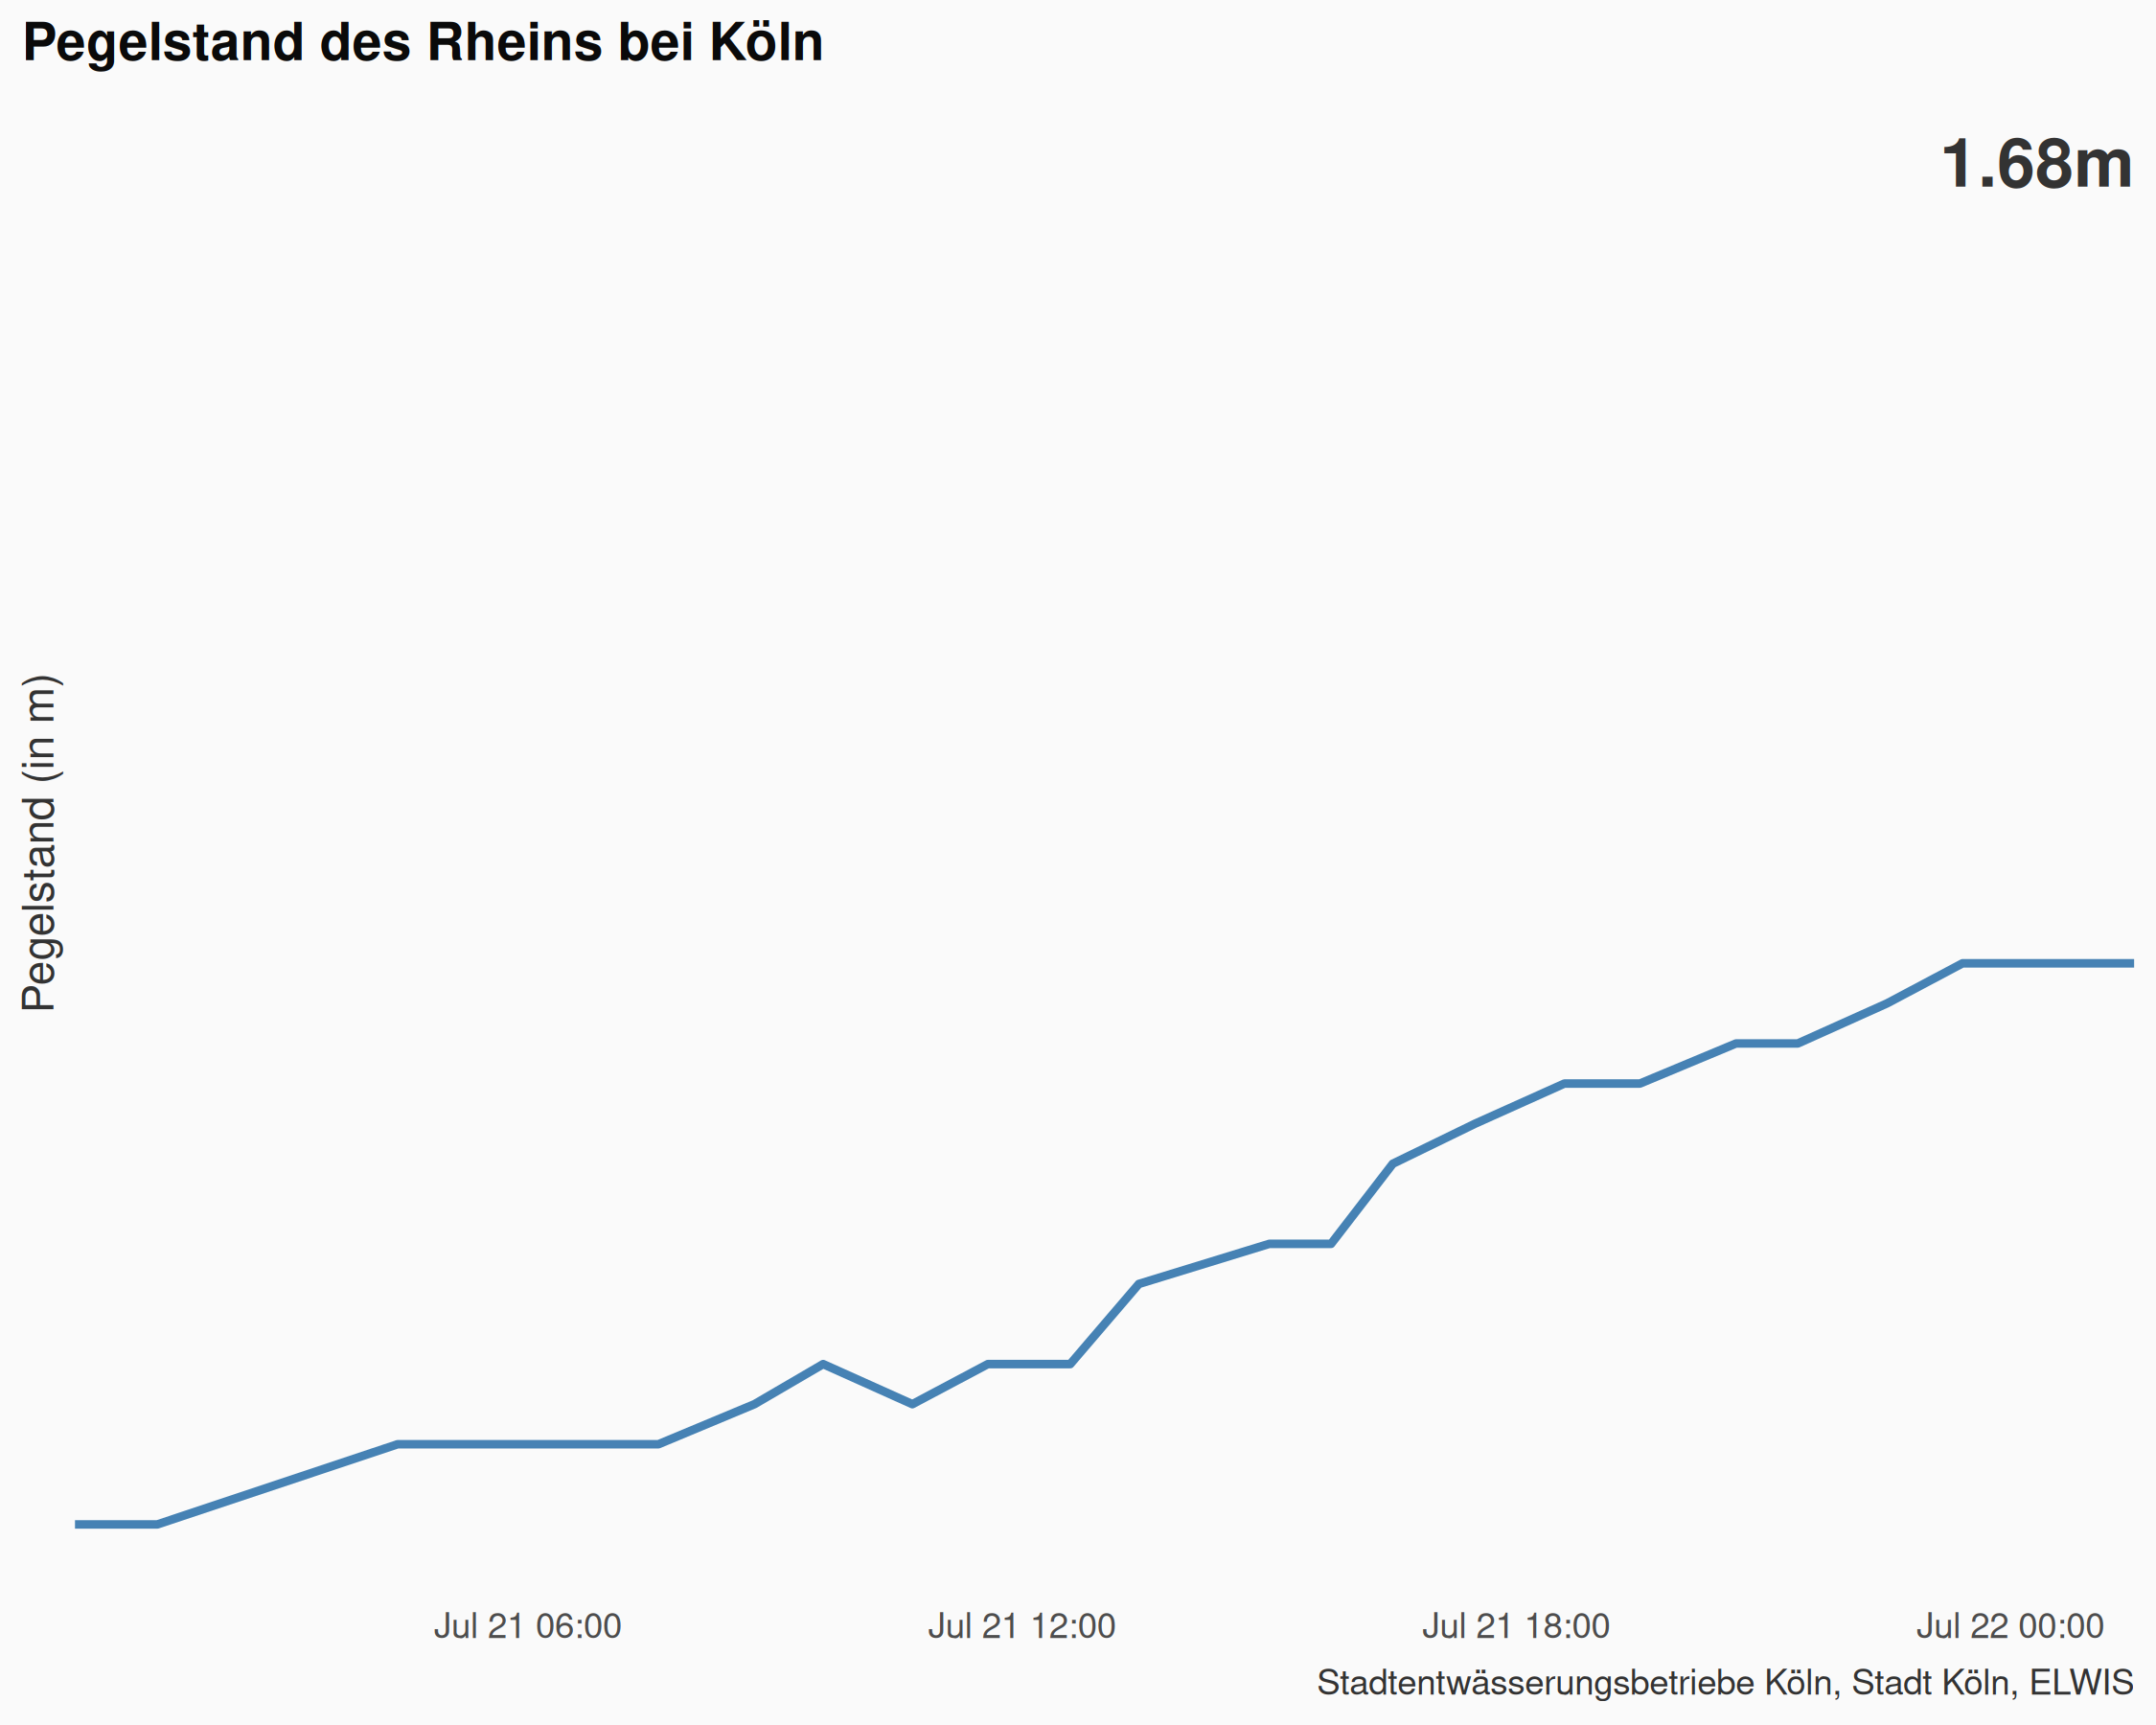 Pegelstand des Rheins bei Köln
1.68m
Pegelstand (in m)
Jul 21 06:00
Jul 21 12:00
Jul 21 18:00
Jul 22 00:00
Stadtentwässerungsbetriebe Köln, Stadt Köln, ELWIS